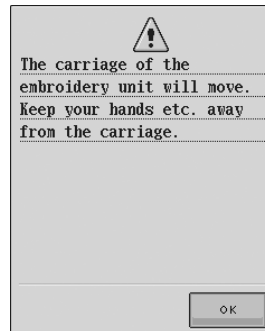 The carriage of the
embroidery unit will move.
Keep your hands etc. away
from the carriage.
OK